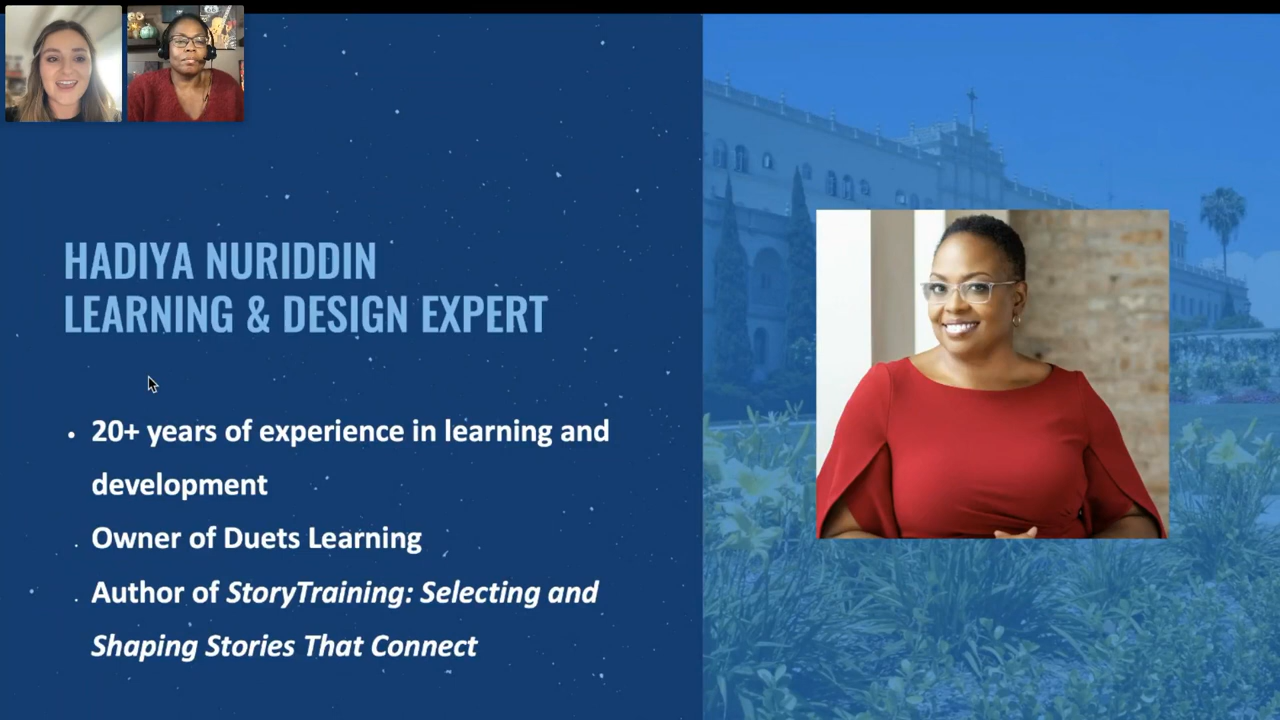 HADIYA NURIDDIN
LEARNING & DESIGN EXPERT
• 20+ years of experience in learning and
development
. Owner of Duets Learning
. Author of StoryTraining: Selecting and
Shaping Stories That Connect